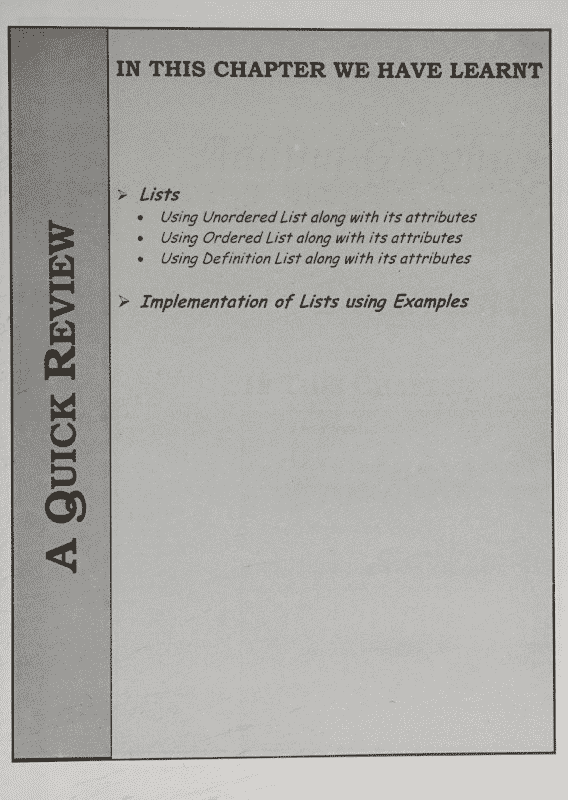 IN THIS CHAPTER WE HAVE LEARNT
➢ Lists
• Using Unordered List along with its attributes
• Using Ordered List along with its attributes
• Using Definition List along with its attributes
➢ Implementation of Lists using Examples
A QUICK REVIEW